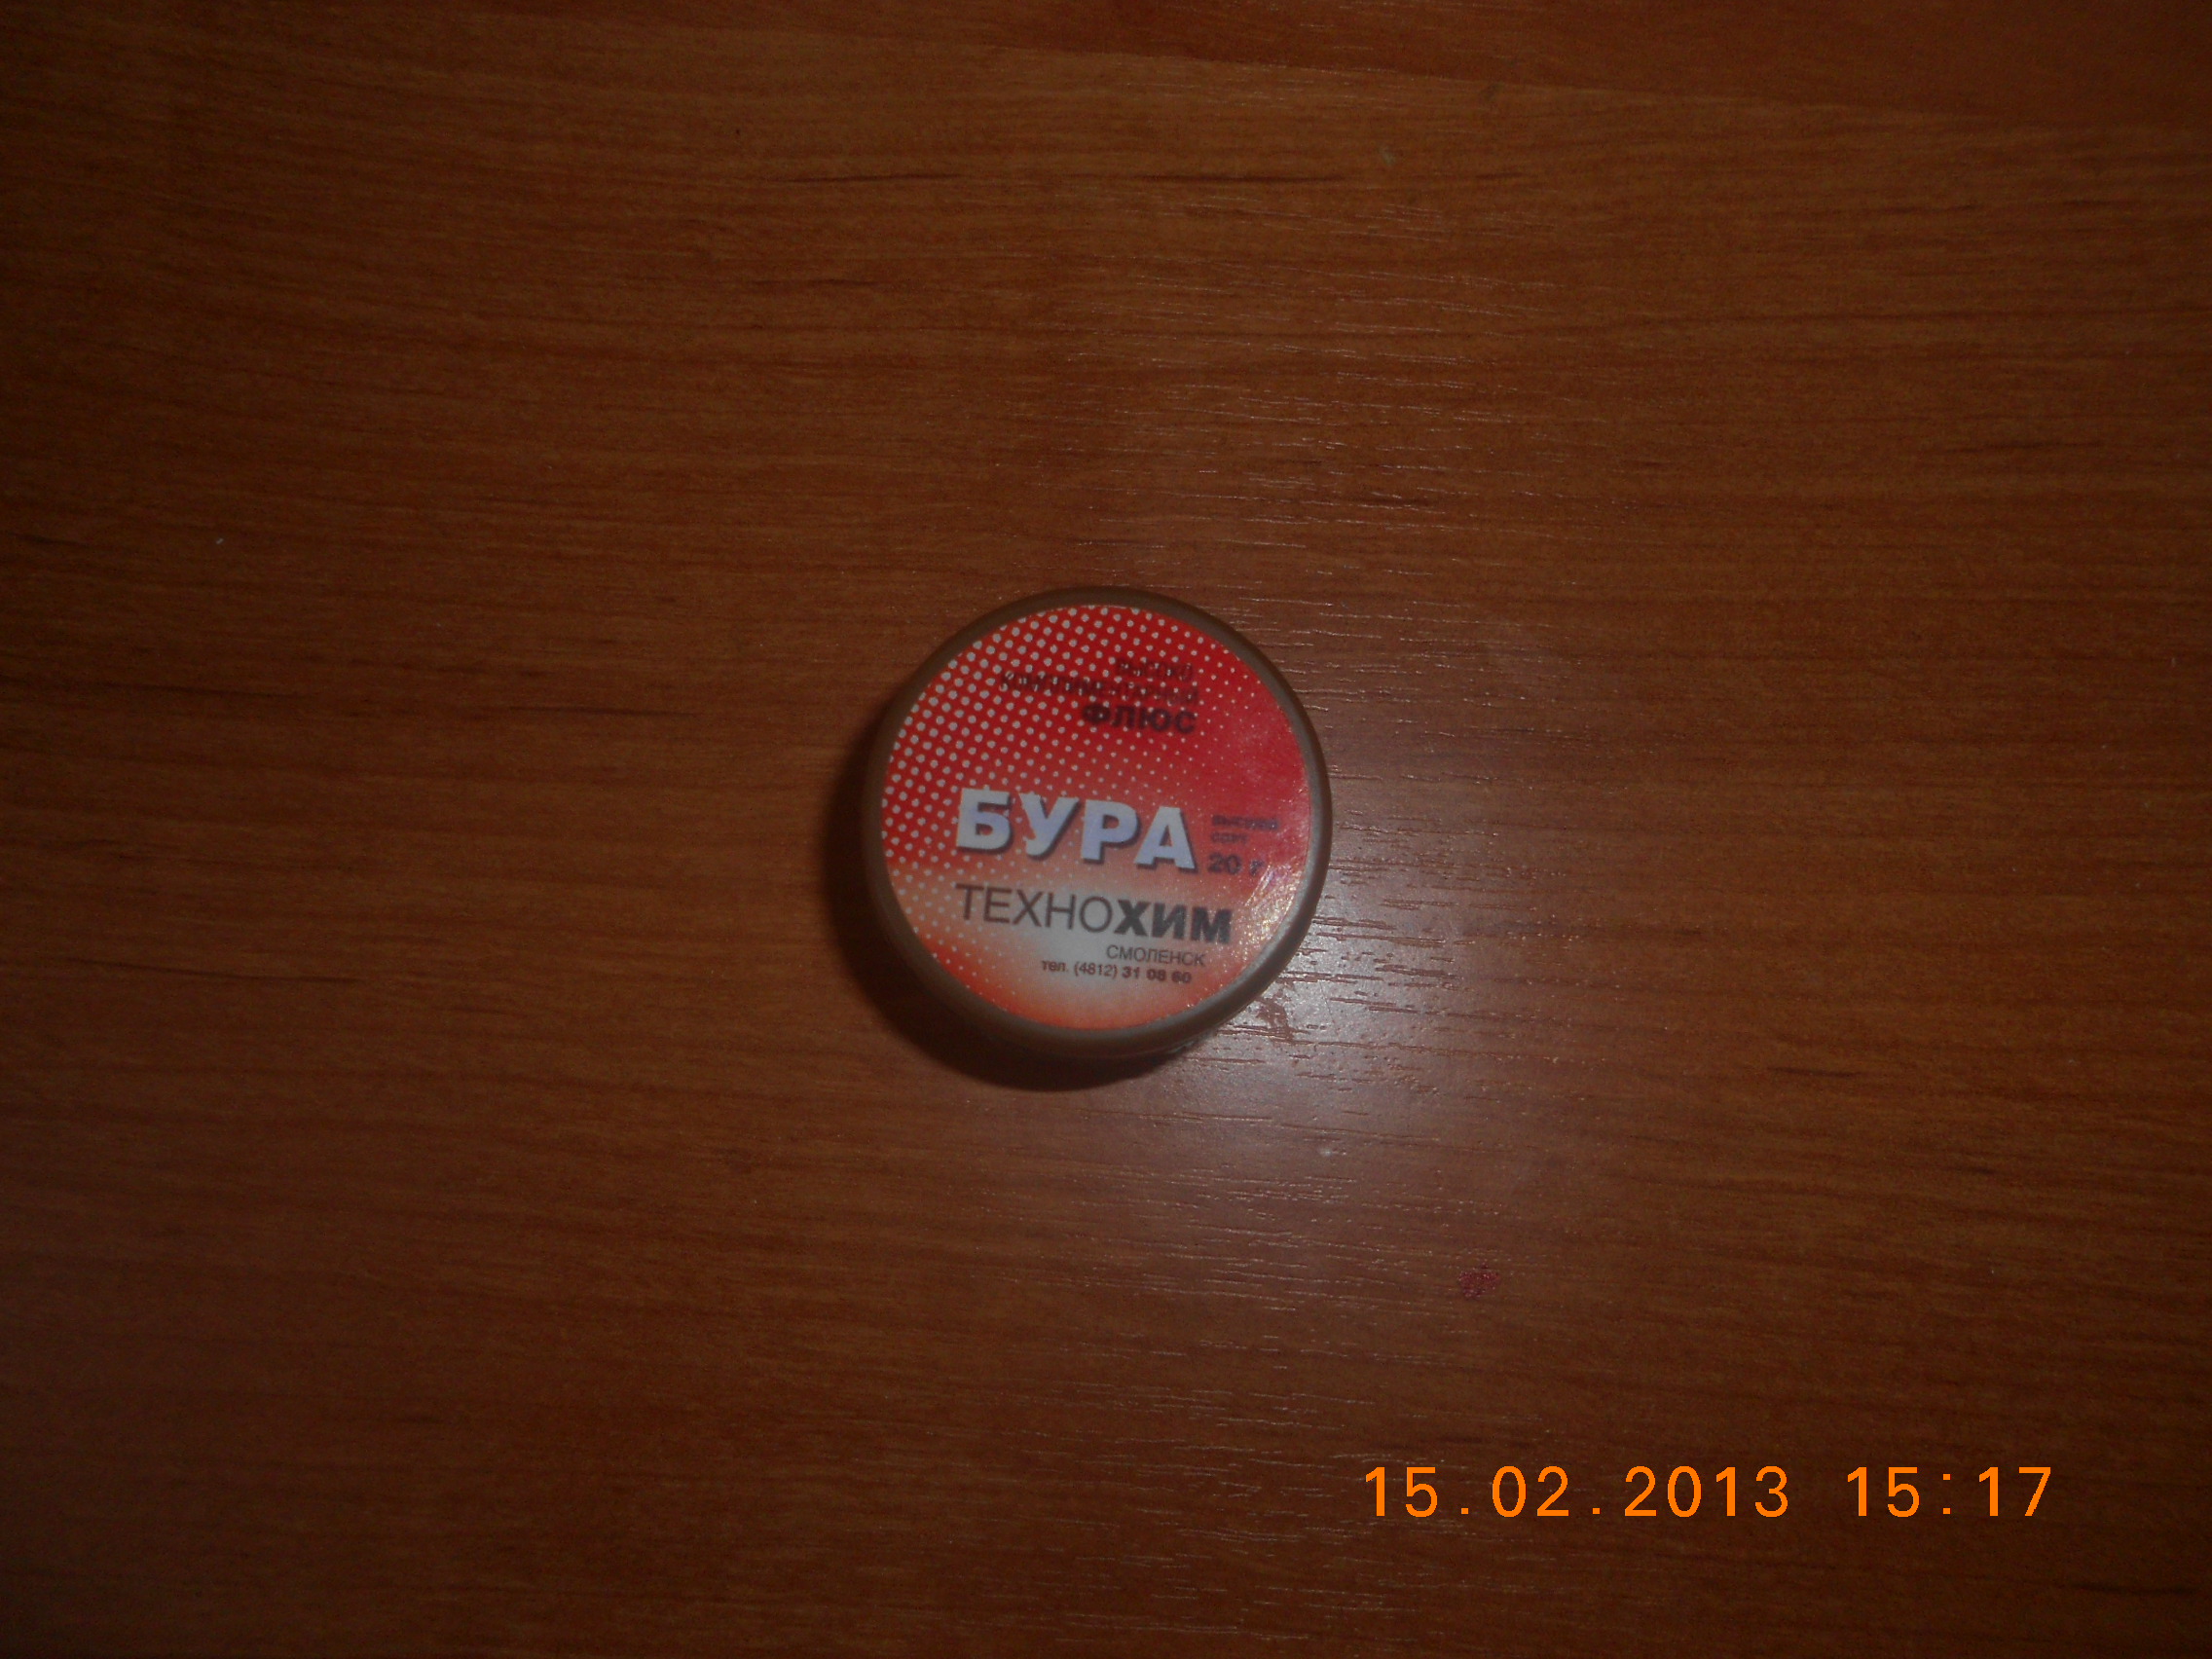 ФЛЮС
БУРА
20 г
ТЕХНОХИМ
СМОЛЕНСК
тел. (4812) 31 08 60
15.02.2013 15:17